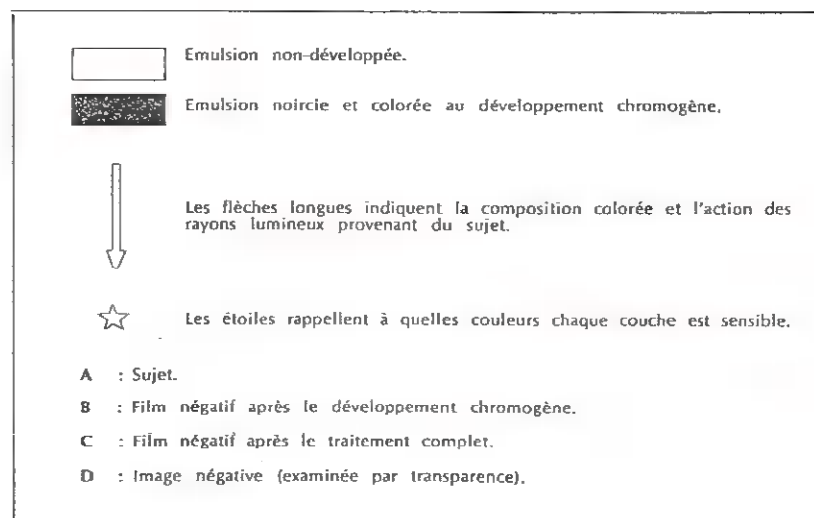 Emulsion non-développée.
Emulsion noircie et colorée au développement chromogène.
Les flèches longues indiquent la composition colorée et l'action des
rayons lumineux provenant du sujet.
Les étoiles rappellent à quelles couleurs chaque couche est sensible.
A : Sujet.
B : Film négatif après le développement chromogène.
C : Film négatif après le traitement complet.
D : Image négative (examinée par transparence).